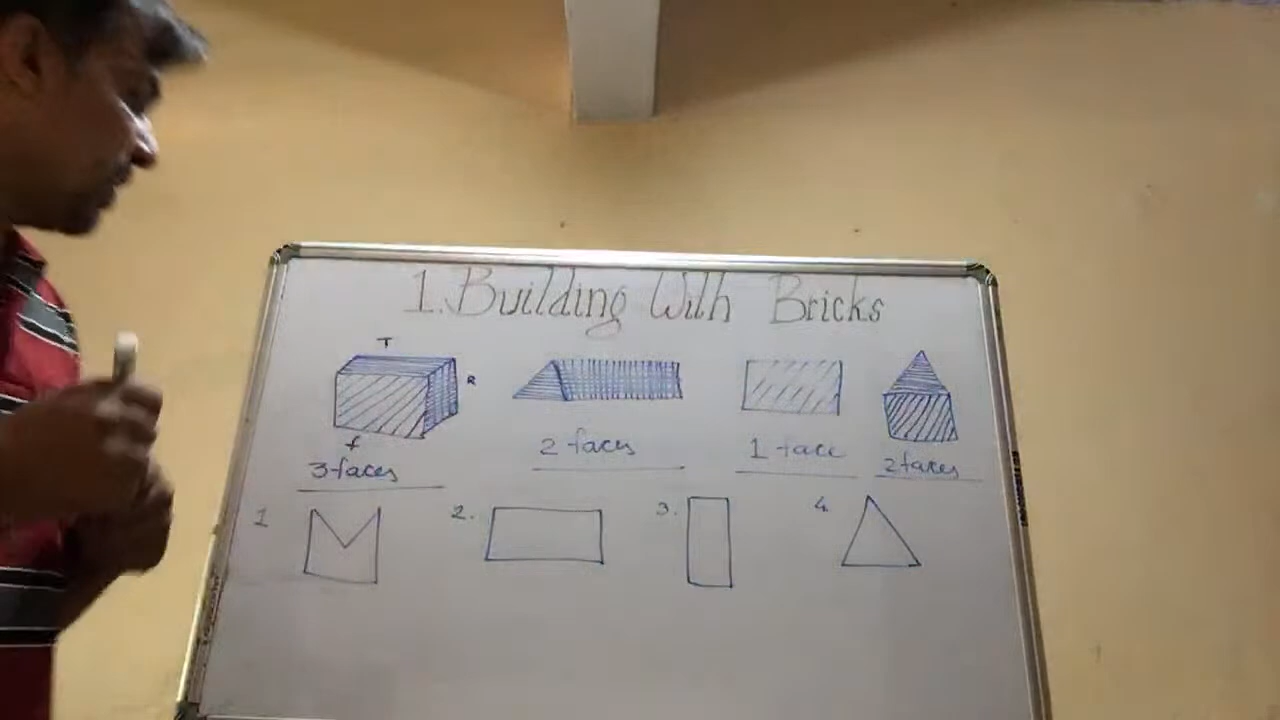 1. Building With Bricks
T
R
f
3 faces
2 faces
1 face
2 faces
1
2.
3.
4.